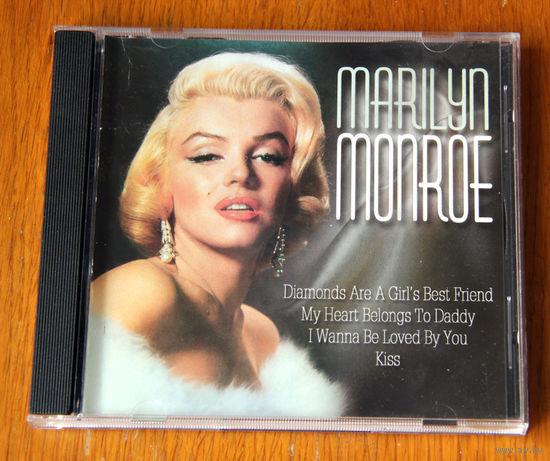 MARILYN
MONROE
Diamonds Are A Girl's Best Friend
My Heart Belongs To Daddy
I Wanna Be Loved By You
Kiss